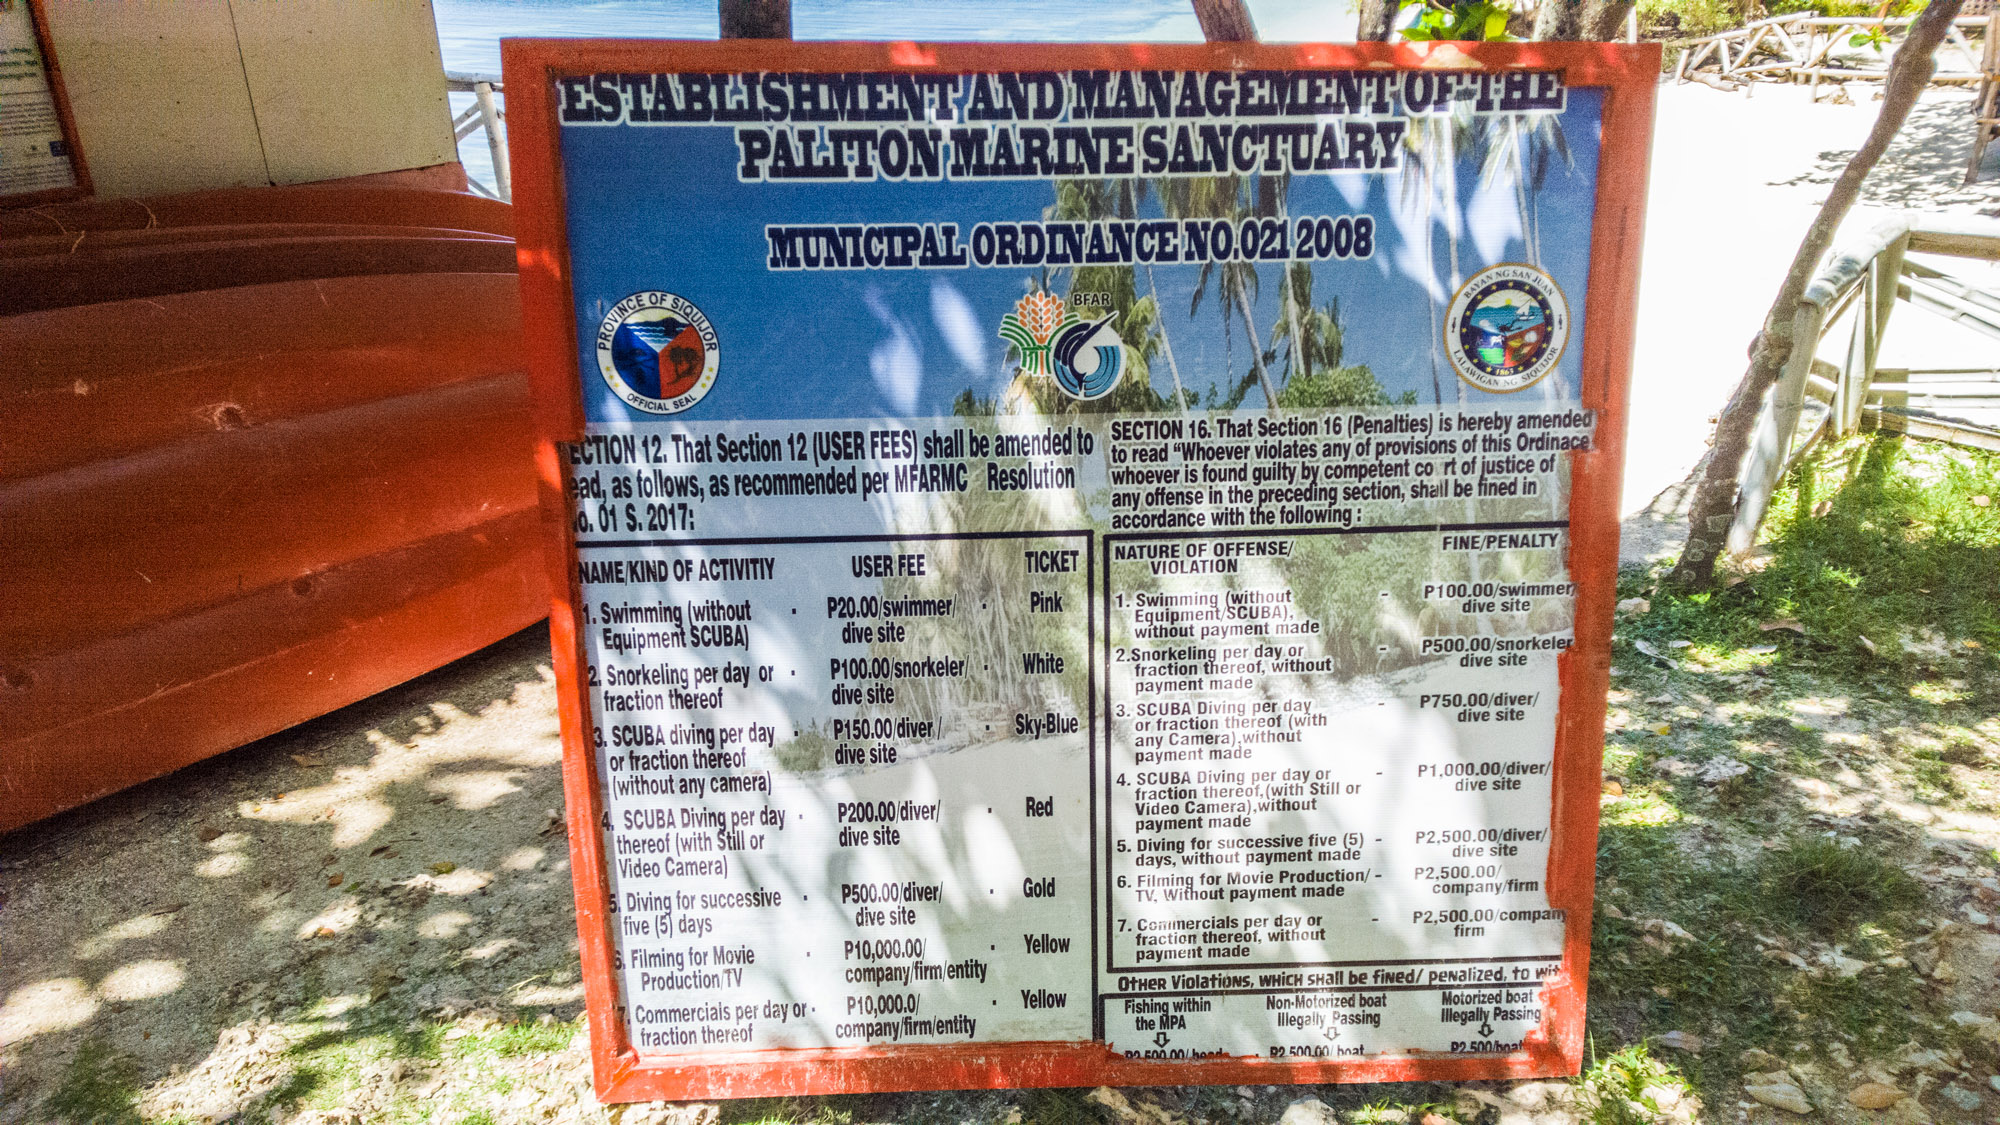 ESTABLISHMENT AND MANAGEMENT OF THE
PALITON MARINE SANCTUARY
MUNICIPAL ORDINANCE NO.021 2008
PROVINCE OF SIQUIJOR
OFFICIAL SEAL
BFAR
BAYAN NG SAN JUAN
1863
LALAWIGAN NG SIQUIJOR
ECTION 12. That Section 12 (USER FEES) shall be amended to
ead, as follows, as recommended per MFARMC Resolution
o. 01 S. 2017:
NAME/KIND OF ACTIVITIY USER FEE TICKET
1. Swimming (without - P20.00/swimmer/ - Pink
Equipment SCUBA) dive site
2. Snorkeling per day or - P100.00/snorkeler/ - White
fraction thereof dive site
3. SCUBA diving per day - P150.00/diver/ - Sky-Blue
or fraction thereof dive site
(without any camera)
4. SCUBA Diving per day - P200.00/diver/ - Red
thereof (with Still or dive site
Video Camera)
5. Diving for successive - P500.00/diver/ - Gold
five (5) days dive site
6. Filming for Movie - P10,000.00/ - Yellow
Production/TV company/firm/entity
7. Commercials per day or - P10,000.0/ - Yellow
fraction thereof company/firm/entity
SECTION 16. That Section 16 (Penalties) is hereby amended
to read "Whoever violates any of provisions of this Ordinace
whoever is found guilty by competent co rt of justice of
any offense in the preceding section, shall be fined in
accordance with the following :
NATURE OF OFFENSE/ FINE/PENALTY
VIOLATION
1. Swimming (without - P100.00/swimmer/
Equipment/SCUBA), dive site
without payment made
2.Snorkeling per day or - P500.00/snorkeler
fraction thereof, without dive site
payment made
3. SCUBA Diving per day - P750.00/diver/
or fraction thereof (with dive site
any Camera),without
payment made
4. SCUBA Diving per day or - P1,000.00/diver/
fraction thereof,(with Still or dive site
Video Camera),without
payment made
5. Diving for successive five (5) - P2,500.00/diver/
days, without payment made dive site
6. Filming for Movie Production/ - P2,500.00/
TV, Without payment made company/firm
7. Commercials per day or - P2,500.00/company
fraction thereof, without firm
payment made
Other Violations, which shall be fined/ penalized, to wit
Fishing within Non-Motorized boat Motorized boat
the MPA Illegally Passing Illegally Passing
P2,500.00/ head P2,500.00/ boat P2,500/boat